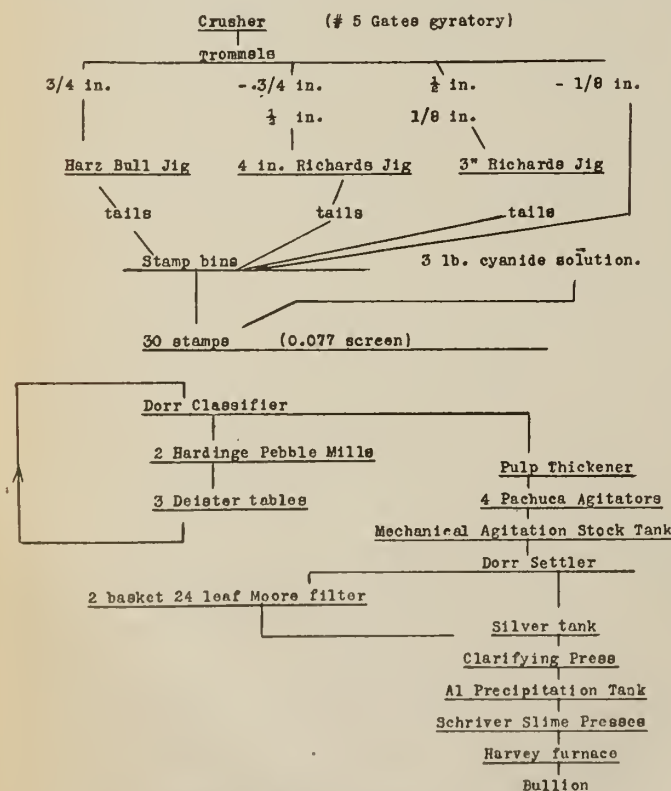 Crusher (# 5 Gates gyratory)
Trommels
3/4 in. - .3/4 in. ½ in. - 1/8 in.
½ in. 1/8 in.
Harz Bull Jig 4 in. Richards Jig 3" Richards Jig
tails tails tails
Stamp bins 3 lb. cyanide solution.
30 stamps (0.077 screen)
Dorr Classifier
2 Hardinge Pebble Mills
Pulp Thickener
3 Deister tables 4 Pachuca Agitators
Mechanical Agitation Stock Tank
Dorr Settler
2 basket 24 leaf Moore filter
Silver tank
Clarifying Press
Al Precipitation Tank
Schriver Slime Presses
Harvey furnace
Bullion